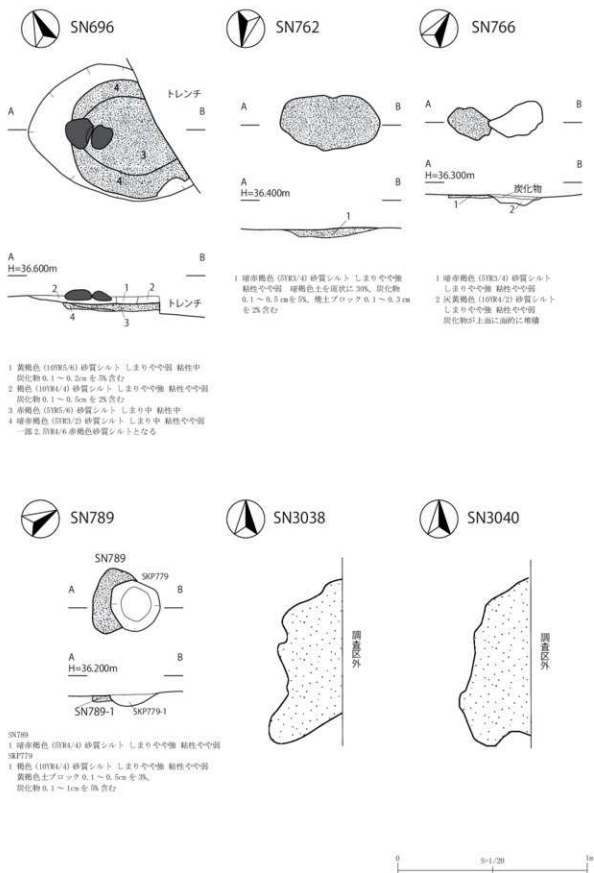 SN696
A
B
トレンチ
4
3
4
A
H=36.600m
B
2
1
2
トレンチ
4
3
1 黄褐色 (10YR5/6) 砂質シルト しまりやや弱 粘性中
炭化物 0.1 ~ 0.2cm を 5% 含む
2 褐色 (10YR4/4) 砂質シルト しまりやや強 粘性やや弱
炭化物 0.1 ~ 0.5cm を 2% 含む
3 赤褐色 (5YR5/6) 砂質シルト しまり中 粘性中
4 暗赤褐色 (5YR3/2) 砂質シルト しまり中 粘性やや弱
一部 2.5YR4/6 赤褐色砂質シルトとなる
SN762
A
B
A
H=36.400m
B
1
1 暗赤褐色 (5YR3/4) 砂質シルト しまりやや強
粘性やや弱 暗褐色土を斑状に 30%、炭化物
0.1 ~ 0.5 cmを 5%、焼土ブロック 0.1 ~ 0.3 cm
を 2% 含む
SN766
A
B
A
H=36.300m
B
炭化物
1
2
1 暗赤褐色 (5YR3/4) 砂質シルト
しまりやや強 粘性やや弱
2 灰黄褐色 (10YR4/2) 砂質シルト
しまりやや強 粘性やや弱
炭化物が上面に面的に堆積
SN789
SN789
SKP779
A
B
A
H=36.200m
B
SN789-1
SKP779-1
SN789
1 暗赤褐色 (5YR4/4) 砂質シルト しまりやや強 粘性やや弱
SKP779
1 褐色 (10YR4/4) 砂質シルト しまりやや強 粘性やや弱
黄褐色土ブロック 0.1 ~ 0.5cm を 3%、
炭化物 0.1 ~ 1cm を 5% 含む
SN3038
調査区外
SN3040
調査区外
0
S=1/20
1m